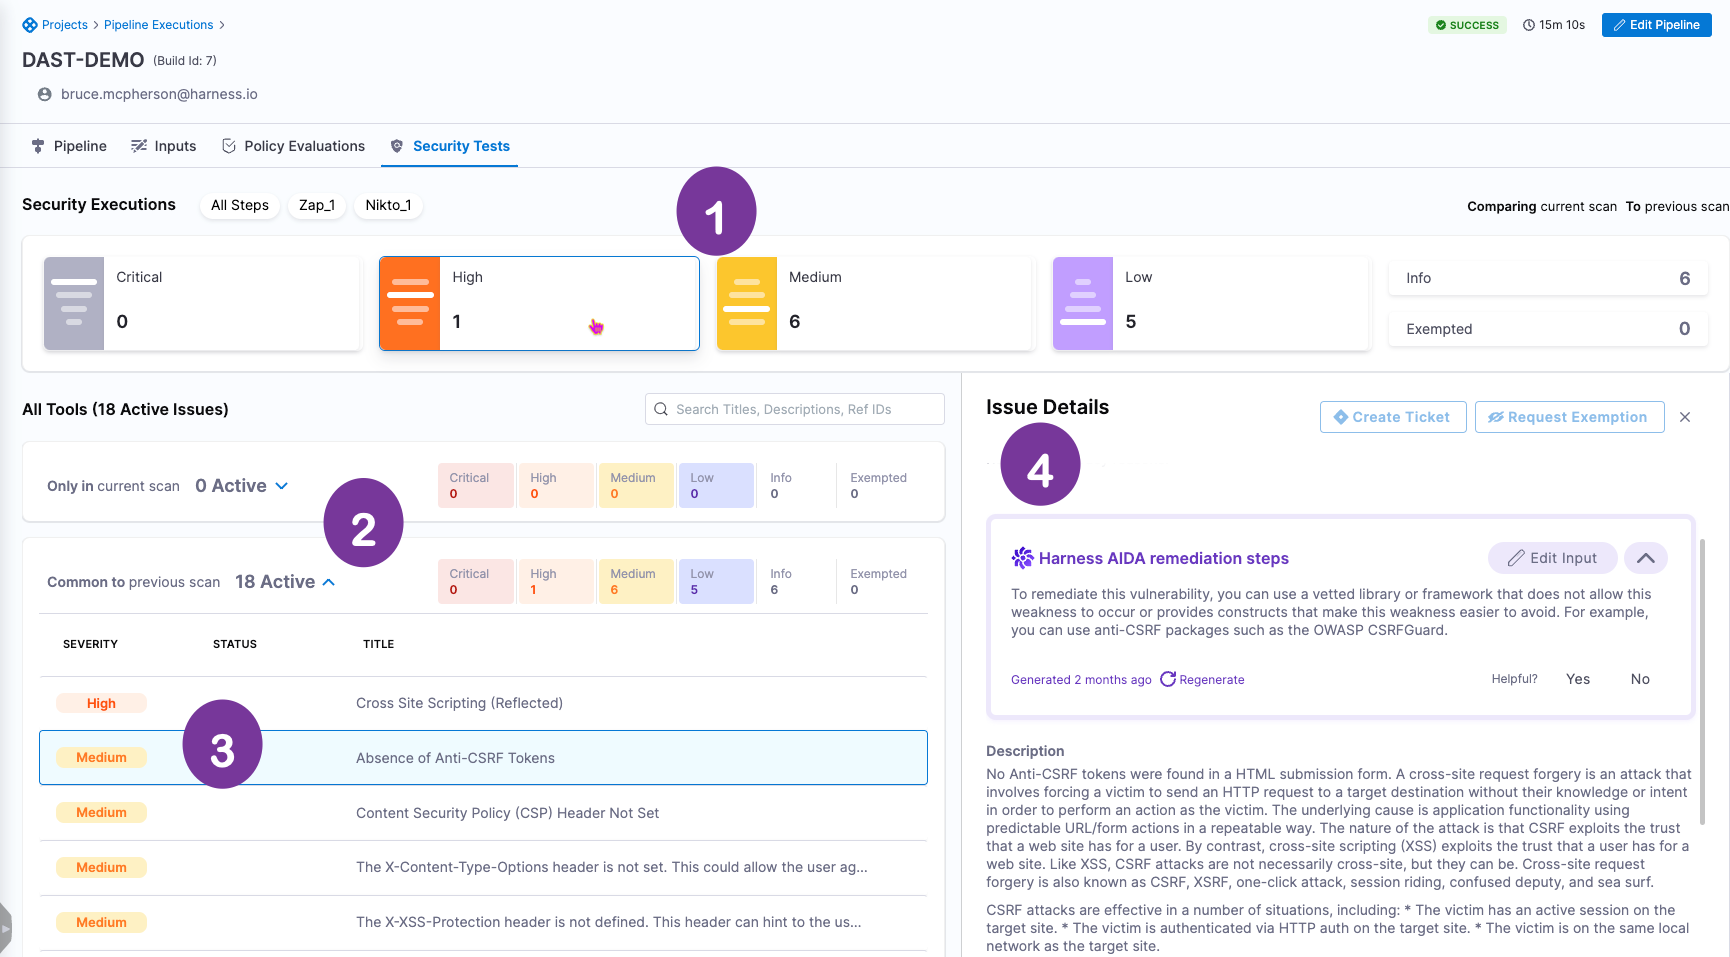 Projects > Pipeline Executions >
SUCCESS 15m 10s Edit Pipeline
DAST-DEMO (Build Id: 7)
bruce.mcpherson@harness.io
Pipeline Inputs Policy Evaluations Security Tests
1
Security Executions All Steps Zap_1 Nikto_1
Comparing current scan To previous scan
Critical
0
High
1
Medium
6
Low
5
Info 6
Exempted 0
All Tools (18 Active Issues)
Search Titles, Descriptions, Ref IDs
Only in current scan 0 Active
Critical High Medium Low Info Exempted
0 0 0 0 0 0
2
Common to previous scan 18 Active
Critical High Medium Low Info Exempted
0 1 6 5 6 0
SEVERITY STATUS TITLE
High Cross Site Scripting (Reflected)
3
Medium Absence of Anti-CSRF Tokens
Medium Content Security Policy (CSP) Header Not Set
Medium The X-Content-Type-Options header is not set. This could allow the user ag...
Medium The X-XSS-Protection header is not defined. This header can hint to the us...
Issue Details
Create Ticket Request Exemption
4
Harness AIDA remediation steps Edit Input
To remediate this vulnerability, you can use a vetted library or framework that does not allow this
weakness to occur or provides constructs that make this weakness easier to avoid. For example,
you can use anti-CSRF packages such as the OWASP CSRFGuard.
Generated 2 months ago Regenerate Helpful? Yes No
Description
No Anti-CSRF tokens were found in a HTML submission form. A cross-site request forgery is an attack that
involves forcing a victim to send an HTTP request to a target destination without their knowledge or intent
in order to perform an action as the victim. The underlying cause is application functionality using
predictable URL/form actions in a repeatable way. The nature of the attack is that CSRF exploits the trust
that a web site has for a user. By contrast, cross-site scripting (XSS) exploits the trust that a user has for a
web site. Like XSS, CSRF attacks are not necessarily cross-site, but they can be. Cross-site request
forgery is also known as CSRF, XSRF, one-click attack, session riding, confused deputy, and sea surf.
CSRF attacks are effective in a number of situations, including: * The victim has an active session on the
target site. * The victim is authenticated via HTTP auth on the target site. * The victim is on the same local
network as the target site.